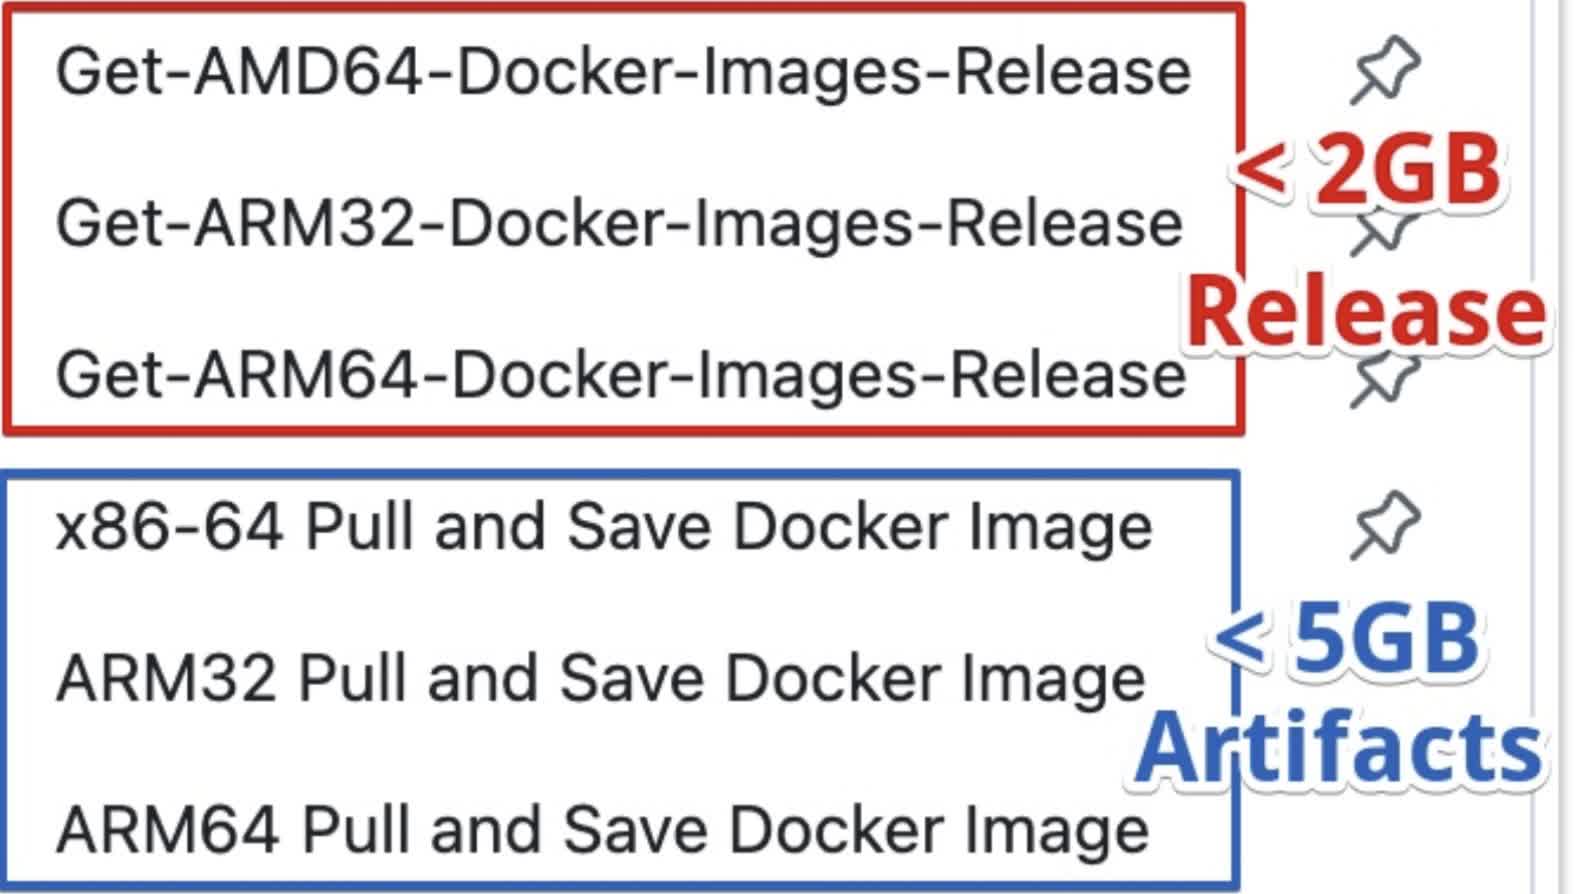 Get-AMD64-Docker-Images-Release
< 2GB
Get-ARM32-Docker-Images-Release
Release
Get-ARM64-Docker-Images-Release
x86-64 Pull and Save Docker Image
< 5GB
ARM32 Pull and Save Docker Image
Artifacts
ARM64 Pull and Save Docker Image